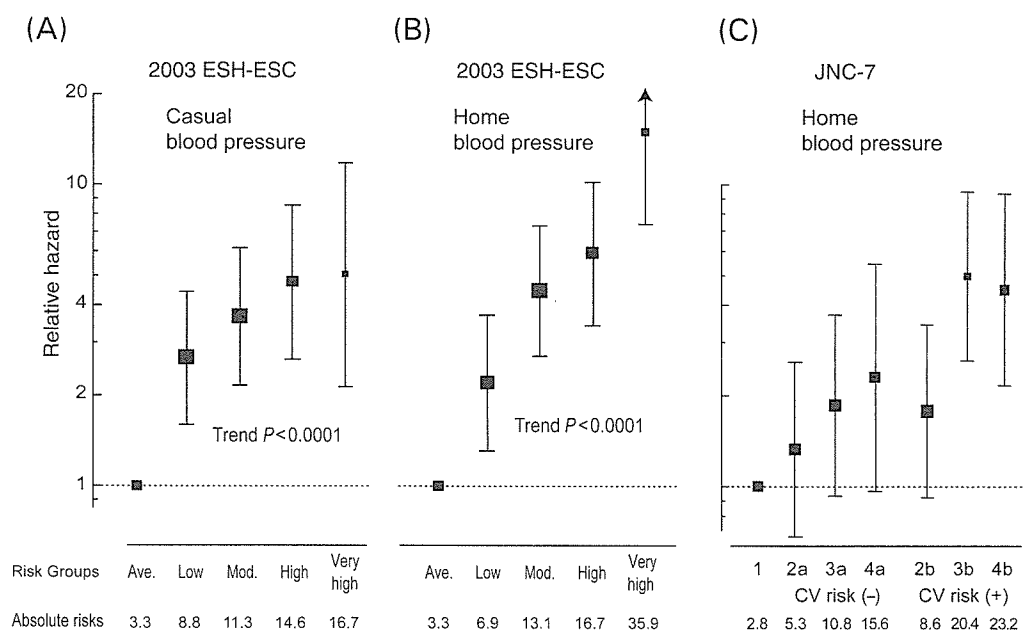 (A)
2003 ESH-ESC
Casual
blood pressure
Relative hazard
20
10
4
2
1
Trend P<0.0001
(B)
2003 ESH-ESC
Home
blood pressure
Trend P<0.0001
(C)
JNC-7
Home
blood pressure
Risk Groups Ave. Low Mod. High Very high
Absolute risks 3.3 8.8 11.3 14.6 16.7
Ave. Low Mod. High Very high
3.3 6.9 13.1 16.7 35.9
1 2a 3a 4a 2b 3b 4b
CV risk (–) CV risk (+)
2.8 5.3 10.8 15.6 8.6 20.4 23.2